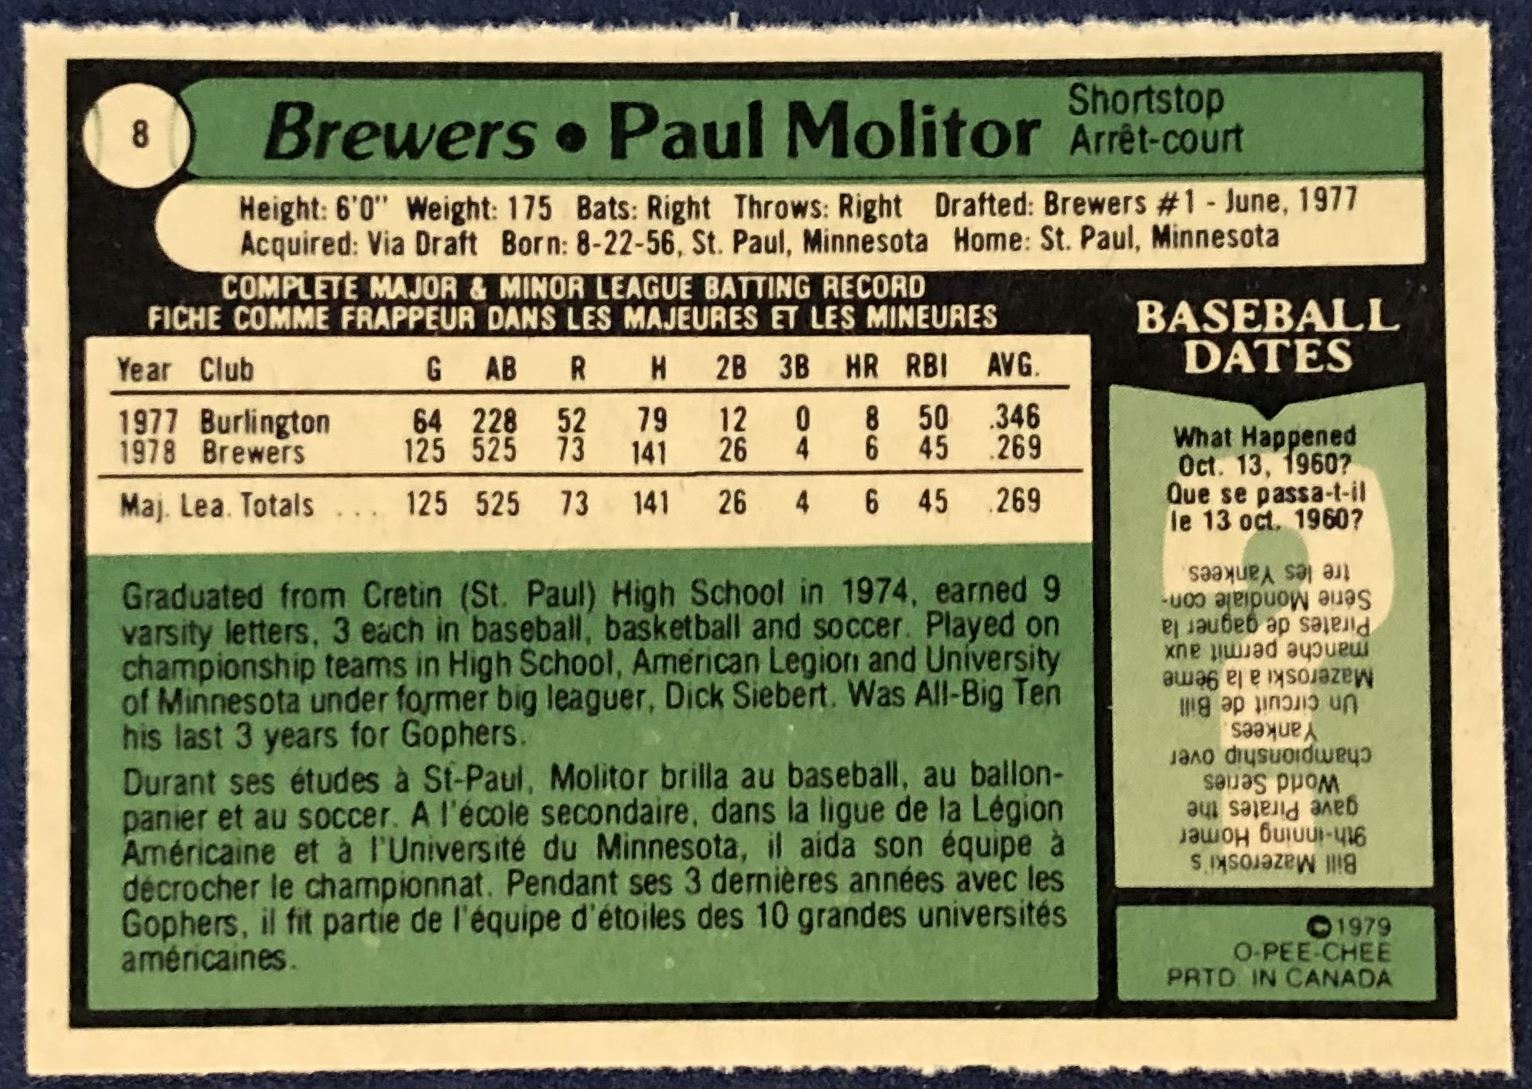 8
Brewers • Paul Molitor
Shortstop
Arrêt-court
Height: 6'0" Weight: 175 Bats: Right Throws: Right Drafted: Brewers #1 - June, 1977
Acquired: Via Draft Born: 8-22-56, St. Paul, Minnesota Home: St. Paul, Minnesota
COMPLETE MAJOR & MINOR LEAGUE BATTING RECORD
FICHE COMME FRAPPEUR DANS LES MAJEURES ET LES MINEURES
Year Club G AB R H 2B 3B HR RBI AVG.
1977 Burlington 64 228 52 79 12 0 8 50 .346
1978 Brewers 125 525 73 141 26 4 6 45 .269
Maj. Lea. Totals ... 125 525 73 141 26 4 6 45 .269
Graduated from Cretin (St. Paul) High School in 1974, earned 9
varsity letters, 3 each in baseball, basketball and soccer. Played on
championship teams in High School, American Legion and University
of Minnesota under former big leaguer, Dick Siebert. Was All-Big Ten
his last 3 years for Gophers.
Durant ses études à St-Paul, Molitor brilla au baseball, au ballon-
panier et au soccer. A l'école secondaire, dans la ligue de la Légion
Américaine et à l'Université du Minnesota, il aida son équipe à
décrocher le championnat. Pendant ses 3 dernières années avec les
Gophers, il fit partie de l'équipe d'étoiles des 10 grandes universités
américaines.
BASEBALL
DATES
What Happened
Oct. 13, 1960?
Que se passa-t-il
le 13 oct. 1960?
Bill Mazeroski's
9th-inning Homer
gave Pirates the
World Series
championship over
Yankees.
Un circuit de Bill
Mazeroski à la 9ème
manche permit aux
Pirates de gagner la
Série Mondiale con-
tre les Yankees.
©1979
O-PEE-CHEE
PRTD. IN CANADA